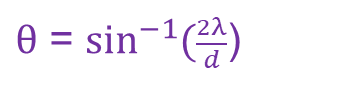 θ = sin⁻¹(2λ/d)